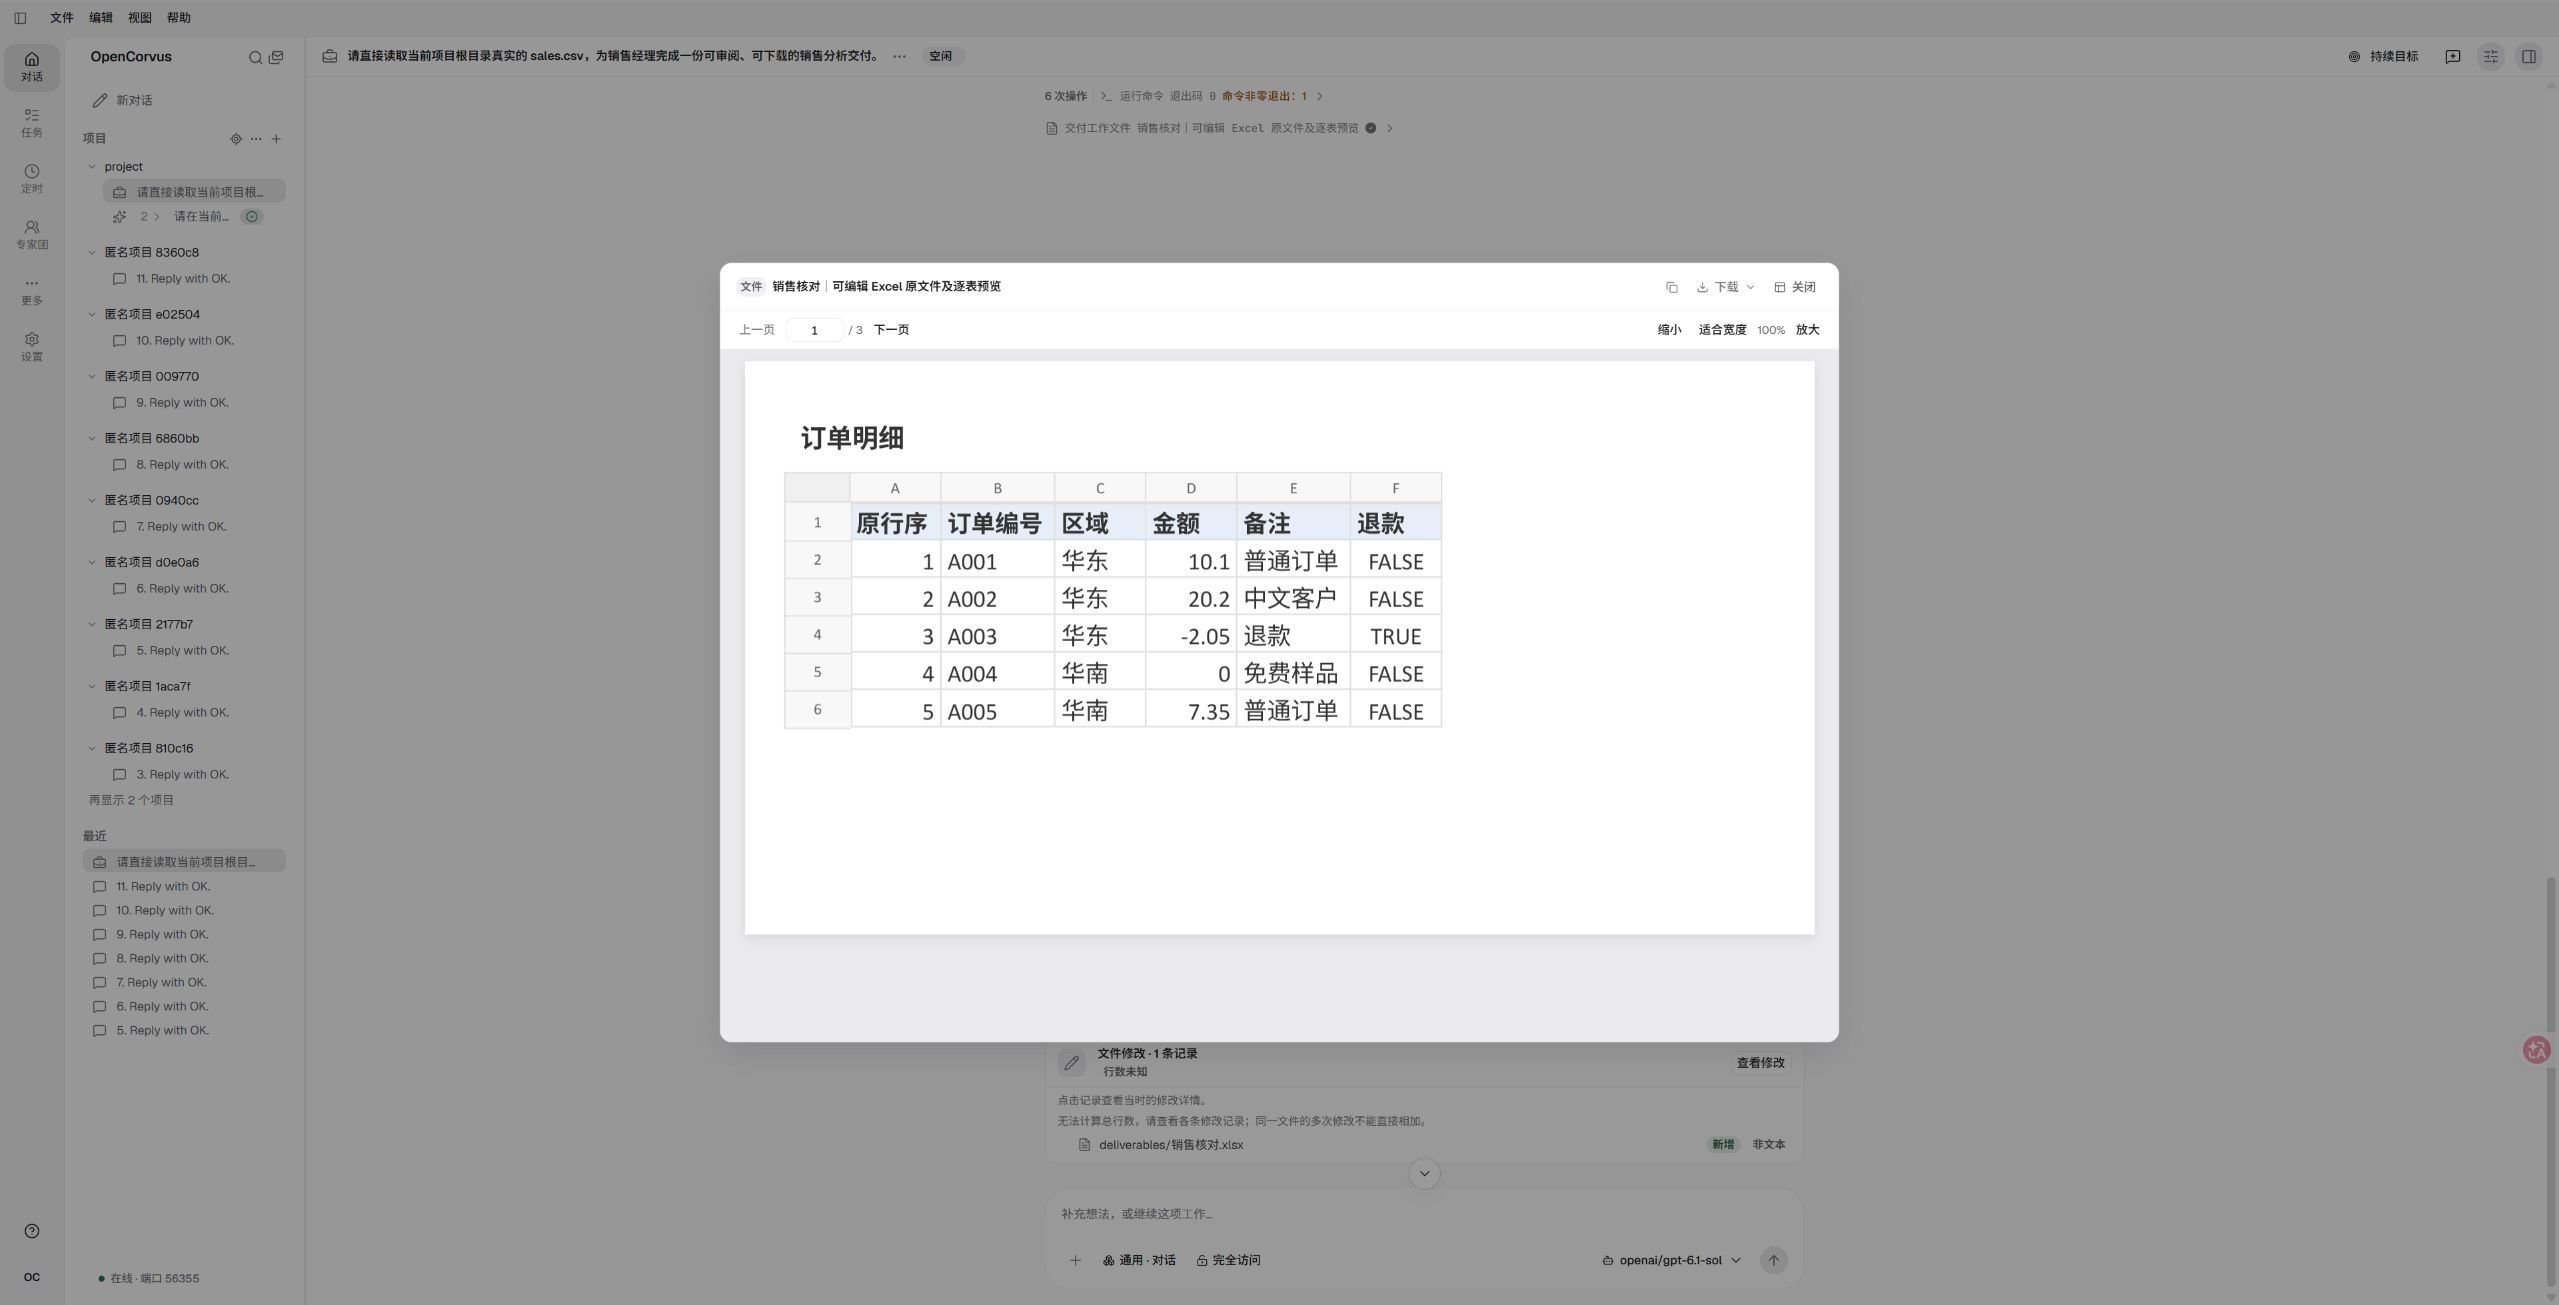 文件 编辑 视图 帮助
对话
任务
定时
专家团
更多
设置
OC
OpenCorvus
新对话
项目
project
请直接读取当前项目根...
2 请在当前...
匿名项目 8360c8
11. Reply with OK.
匿名项目 e02504
10. Reply with OK.
匿名项目 009770
9. Reply with OK.
匿名项目 6860bb
8. Reply with OK.
匿名项目 0940cc
7. Reply with OK.
匿名项目 d0e0a6
6. Reply with OK.
匿名项目 2177b7
5. Reply with OK.
匿名项目 1aca7f
4. Reply with OK.
匿名项目 810c16
3. Reply with OK.
再显示 2 个项目
最近
请直接读取当前项目根目...
11. Reply with OK.
10. Reply with OK.
9. Reply with OK.
8. Reply with OK.
7. Reply with OK.
6. Reply with OK.
5. Reply with OK.
在线 · 端口 56355
请直接读取当前项目根目录真实的 sales.csv，为销售经理完成一份可审阅、可下载的销售分析交付。 ··· 空闲
持续目标
6 次操作 运行命令 退出码 0 命令非零退出：1
交付工作文件 销售核对｜可编辑 Excel 原文件及逐表预览
文件 销售核对｜可编辑 Excel 原文件及逐表预览
下载 关闭
上一页 1 / 3 下一页
缩小 适合宽度 100% 放大
订单明细
A B C D E F
1 原行序 订单编号 区域 金额 备注 退款
2 1 A001 华东 10.1 普通订单 FALSE
3 2 A002 华东 20.2 中文客户 FALSE
4 3 A003 华东 -2.05 退款 TRUE
5 4 A004 华南 0 免费样品 FALSE
6 5 A005 华南 7.35 普通订单 FALSE
文件修改 · 1 条记录
行数未知
查看修改
点击记录查看当时的修改详情。
无法计算总行数，请查看各条修改记录；同一文件的多次修改不能直接相加。
deliverables/销售核对.xlsx 新增 非文本
补充想法，或继续这项工作...
通用 · 对话 完全访问 openai/gpt-6.1-sol